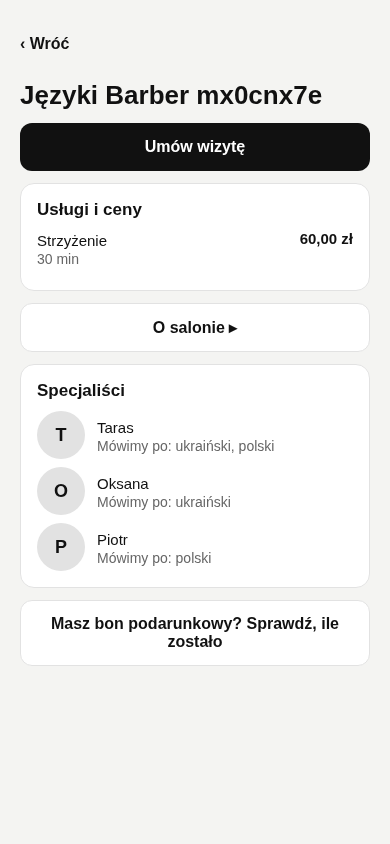 ‹ Wróć
Języki Barber mx0cnx7e
Umów wizytę
Usługi i ceny
Strzyżenie 60,00 zł
30 min
O salonie ▸
Specjaliści
T
Taras
Mówimy po: ukraiński, polski
O
Oksana
Mówimy po: ukraiński
P
Piotr
Mówimy po: polski
Masz bon podarunkowy? Sprawdź, ile
zostało